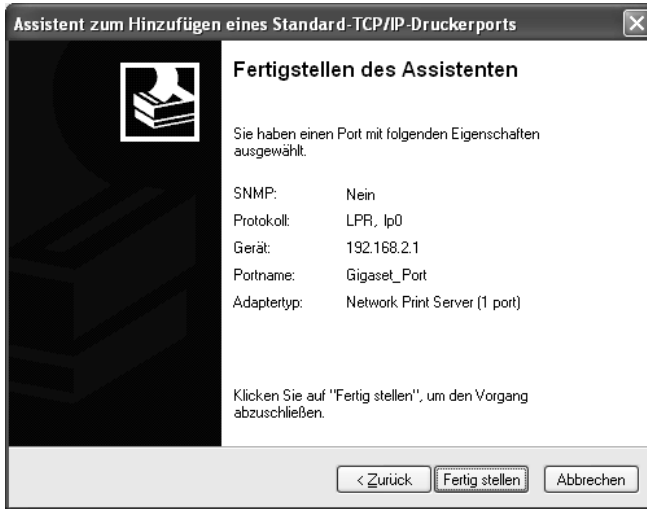 Assistent zum Hinzufügen eines Standard-TCP/IP-Druckerports
Fertigstellen des Assistenten
Sie haben einen Port mit folgenden Eigenschaften
ausgewählt.
SNMP: Nein
Protokoll: LPR, lp0
Gerät: 192.168.2.1
Portname: Gigaset_Port
Adaptertyp: Network Print Server (1 port)
Klicken Sie auf "Fertig stellen", um den Vorgang
abzuschließen.
< Zurück Fertig stellen Abbrechen